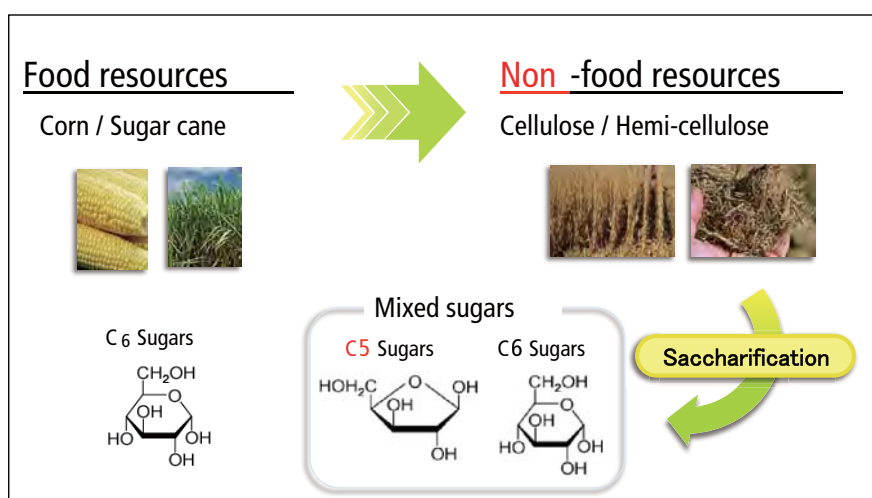 Food resources
Non -food resources
Corn / Sugar cane
Cellulose / Hemi-cellulose
Mixed sugars
C6 Sugars
C5 Sugars
C6 Sugars
Saccharification
CH2OH
O
OH
HO
OH
OH
HOH2C
O
OH
OH
OH
CH2OH
O
OH
HO
OH
OH